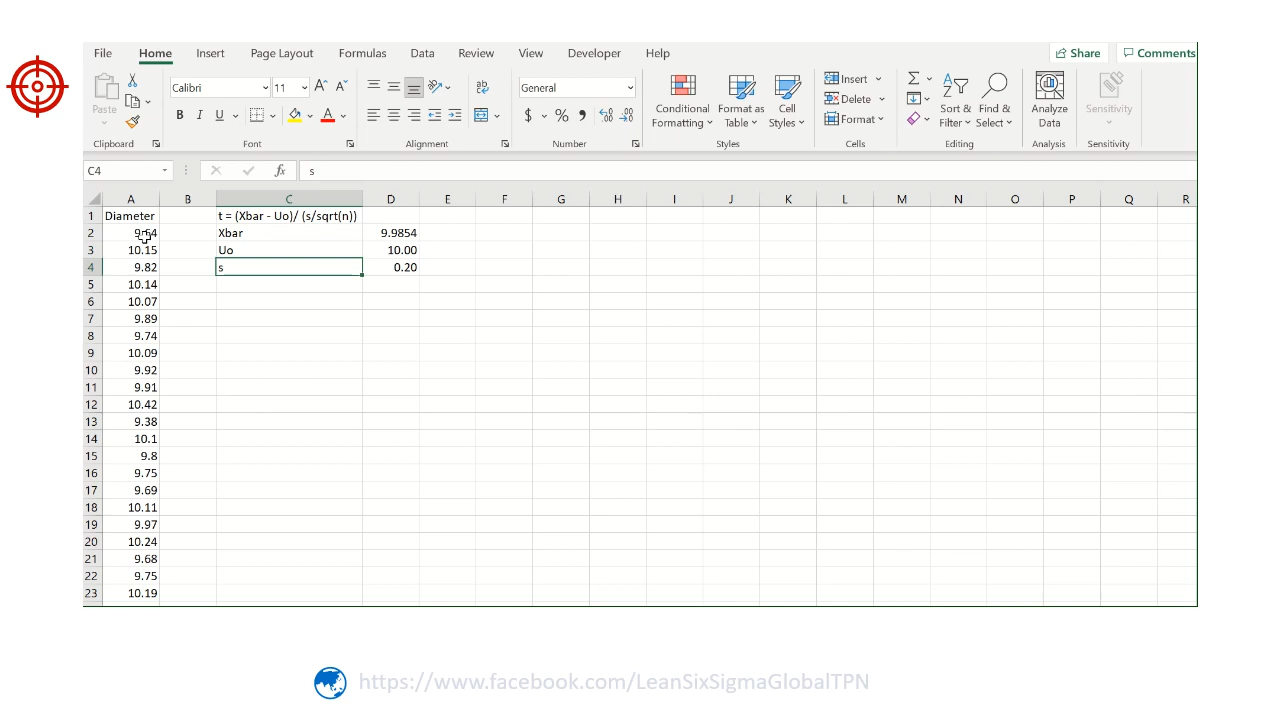 File Home Insert Page Layout Formulas Data Review View Developer Help Share Comments
Paste Calibri 11 General Conditional Formatting Format as Table Cell Styles Insert Delete Format Sort & Filter Find & Select Analyze Data Sensitivity
Clipboard Font Alignment Number Styles Cells Editing Analysis Sensitivity
C4 fx s
A B C D E F G H I J K L M N O P Q R
1 Diameter t = (Xbar - Uo)/ (s/sqrt(n))
2 9.64 Xbar 9.9854
3 10.15 Uo 10.00
4 9.82 s 0.20
5 10.14
6 10.07
7 9.89
8 9.74
9 10.09
10 9.92
11 9.91
12 10.42
13 9.38
14 10.1
15 9.8
16 9.75
17 9.69
18 10.11
19 9.97
20 10.24
21 9.68
22 9.75
23 10.19
https://www.facebook.com/LeanSixSigmaGlobalTPN